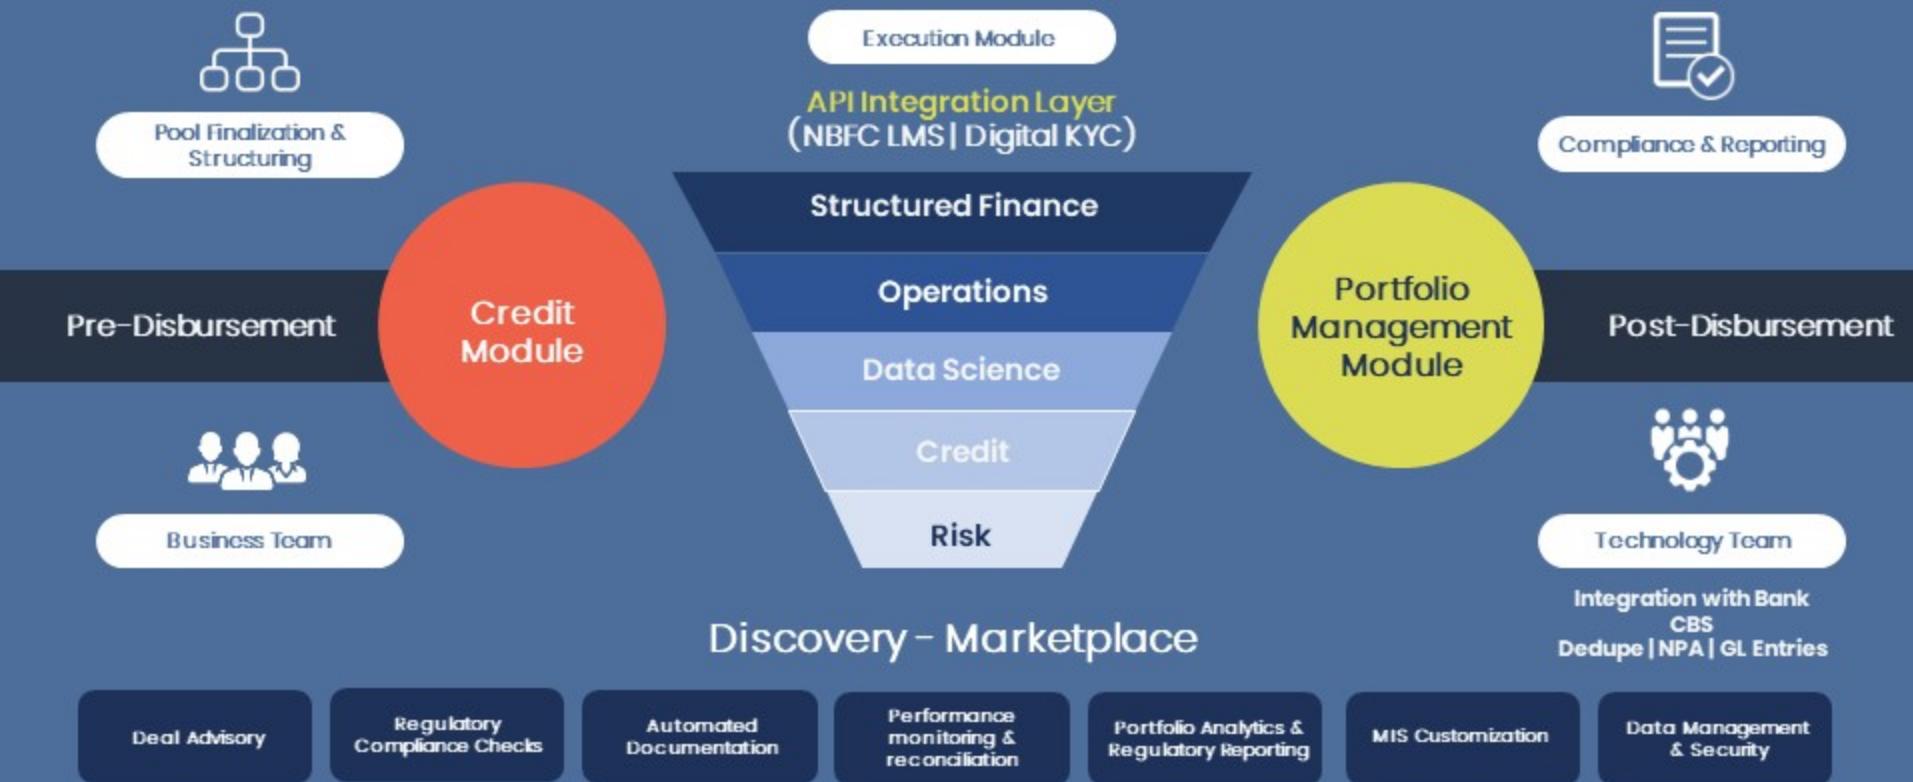 Execution Module
API Integration Layer
(NBFC LMS | Digital KYC)
Pool Finalization &
Structuring
Compliance & Reporting
Pre-Disbursement
Credit
Module
Structured Finance
Operations
Data Science
Credit
Risk
Portfolio
Management
Module
Post-Disbursement
Business Team
Technology Team
Integration with Bank
CBS
Dedupe | NPA | GL Entries
Discovery - Marketplace
Deal Advisory
Regulatory
Compliance Checks
Automated
Documentation
Performance
monitoring &
reconciliation
Portfolio Analytics &
Regulatory Reporting
MIS Customization
Data Management
& Security